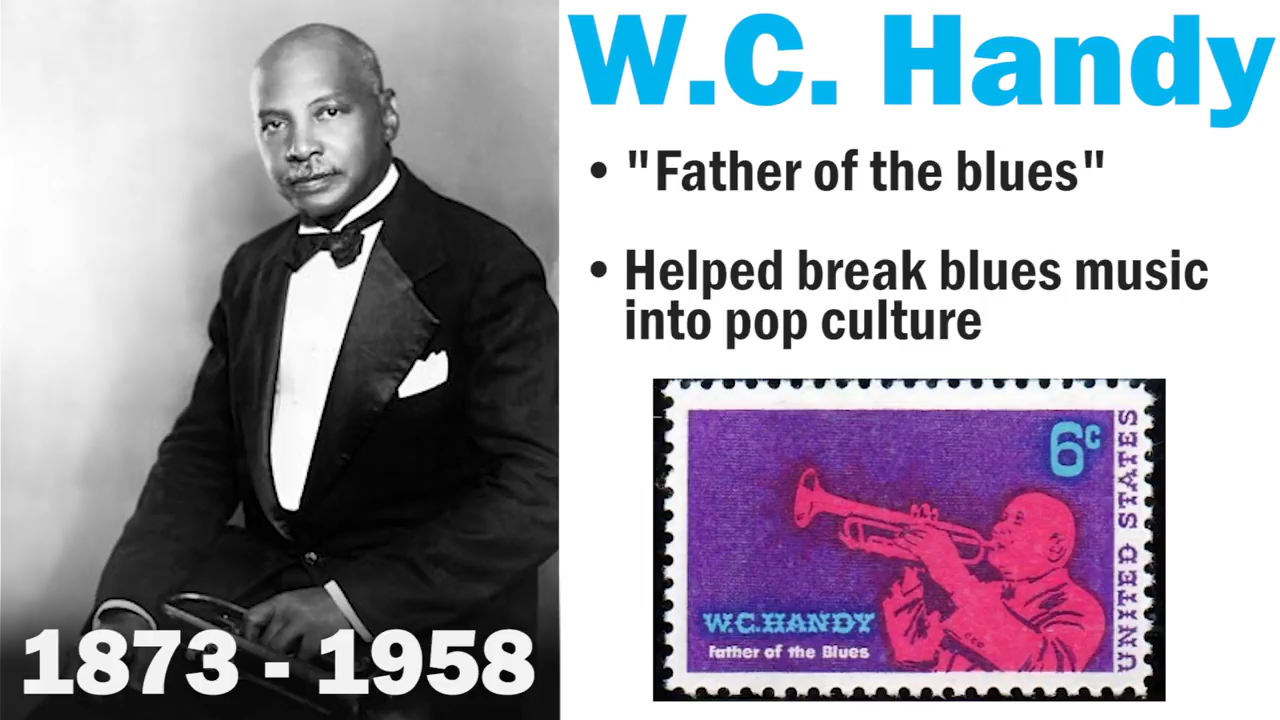 W.C. Handy
• "Father of the blues"
• Helped break blues music
into pop culture
6c
UNITED STATES
W.C.HANDY
Father of the Blues
1873 - 1958